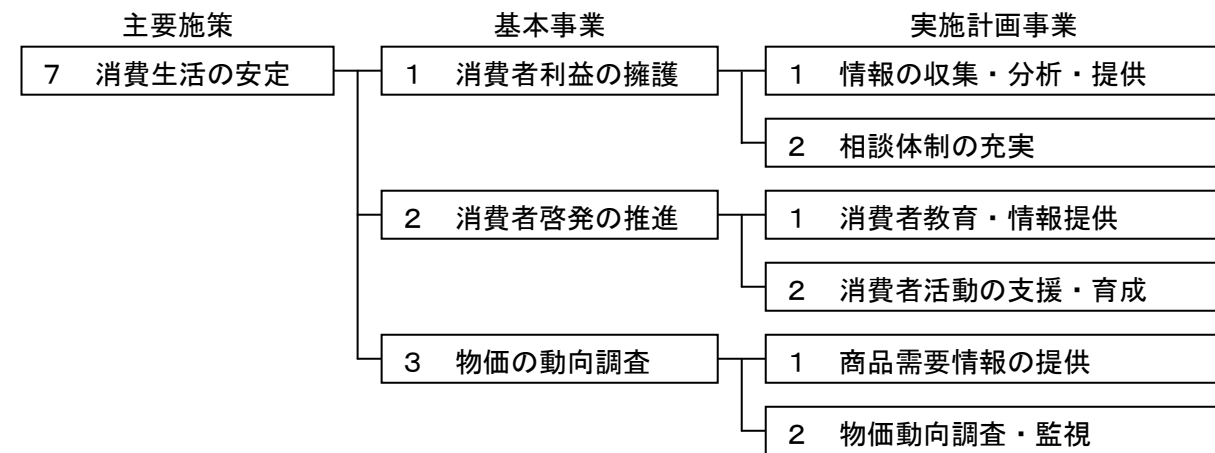 主要施策 基本事業 実施計画事業
7 消費生活の安定 1 消費者利益の擁護 1 情報の収集・分析・提供
2 相談体制の充実
2 消費者啓発の推進 1 消費者教育・情報提供
2 消費者活動の支援・育成
3 物価の動向調査 1 商品需要情報の提供
2 物価動向調査・監視